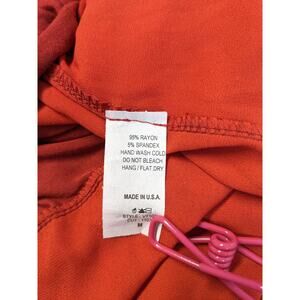 95% RAYON
5% SPANDEX
HAND WASH COLD
DO NOT BLEACH
HANG / FLAT DRY
MADE IN U.S.A.
M